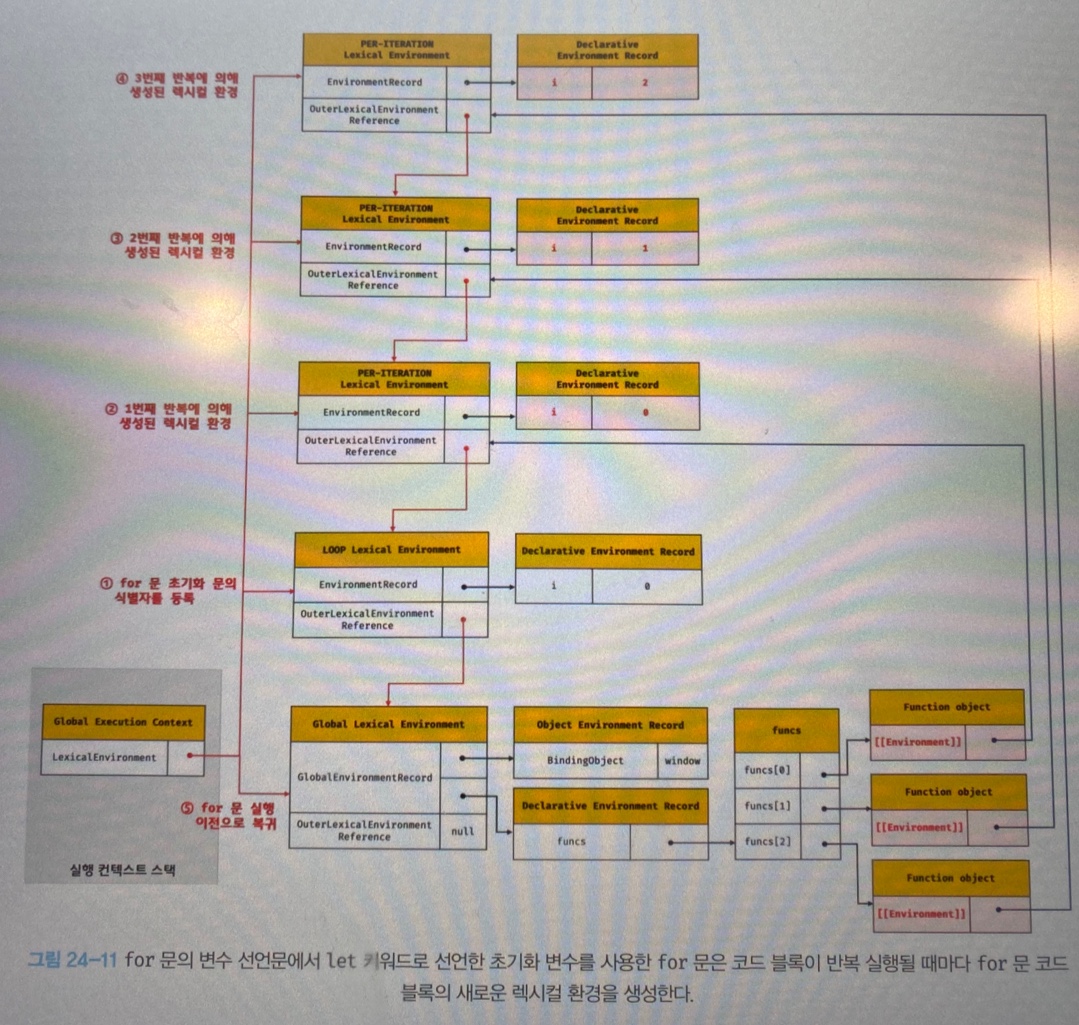 ④ 3번째 반복에 의해
생성된 렉시컬 환경
PER-ITERATION
Lexical Environment
EnvironmentRecord
OuterLexicalEnvironment
Reference
Declarative
Environment Record
i 2
③ 2번째 반복에 의해
생성된 렉시컬 환경
PER-ITERATION
Lexical Environment
EnvironmentRecord
OuterLexicalEnvironment
Reference
Declarative
Environment Record
i 1
② 1번째 반복에 의해
생성된 렉시컬 환경
PER-ITERATION
Lexical Environment
EnvironmentRecord
OuterLexicalEnvironment
Reference
Declarative
Environment Record
i 0
① for 문 초기화 문의
식별자를 등록
LOOP Lexical Environment
EnvironmentRecord
OuterLexicalEnvironment
Reference
Declarative Environment Record
i 0
Global Execution Context
LexicalEnvironment
⑤ for 문 실행
이전으로 복귀
실행 컨텍스트 스택
Global Lexical Environment
GlobalEnvironmentRecord
OuterLexicalEnvironment
Reference
null
Object Environment Record
BindingObject window
Declarative Environment Record
funcs
funcs
funcs[0]
funcs[1]
funcs[2]
Function object
[[Environment]]
Function object
[[Environment]]
Function object
[[Environment]]
그림 24-11 for 문의 변수 선언문에서 let 키워드로 선언한 초기화 변수를 사용한 for 문은 코드 블록이 반복 실행될 때마다 for 문 코드
블록의 새로운 렉시컬 환경을 생성한다.